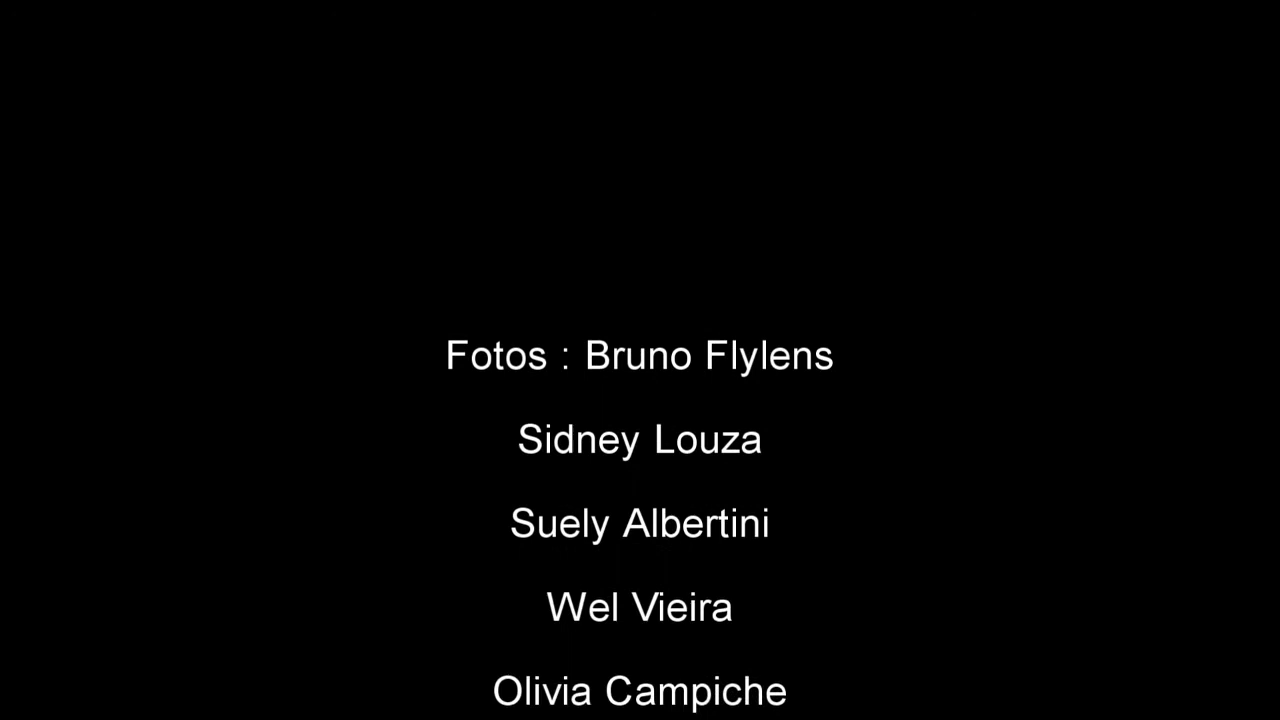 Fotos : Bruno Flylens
Sidney Louza
Suely Albertini
Wel Vieira
Olivia Campiche